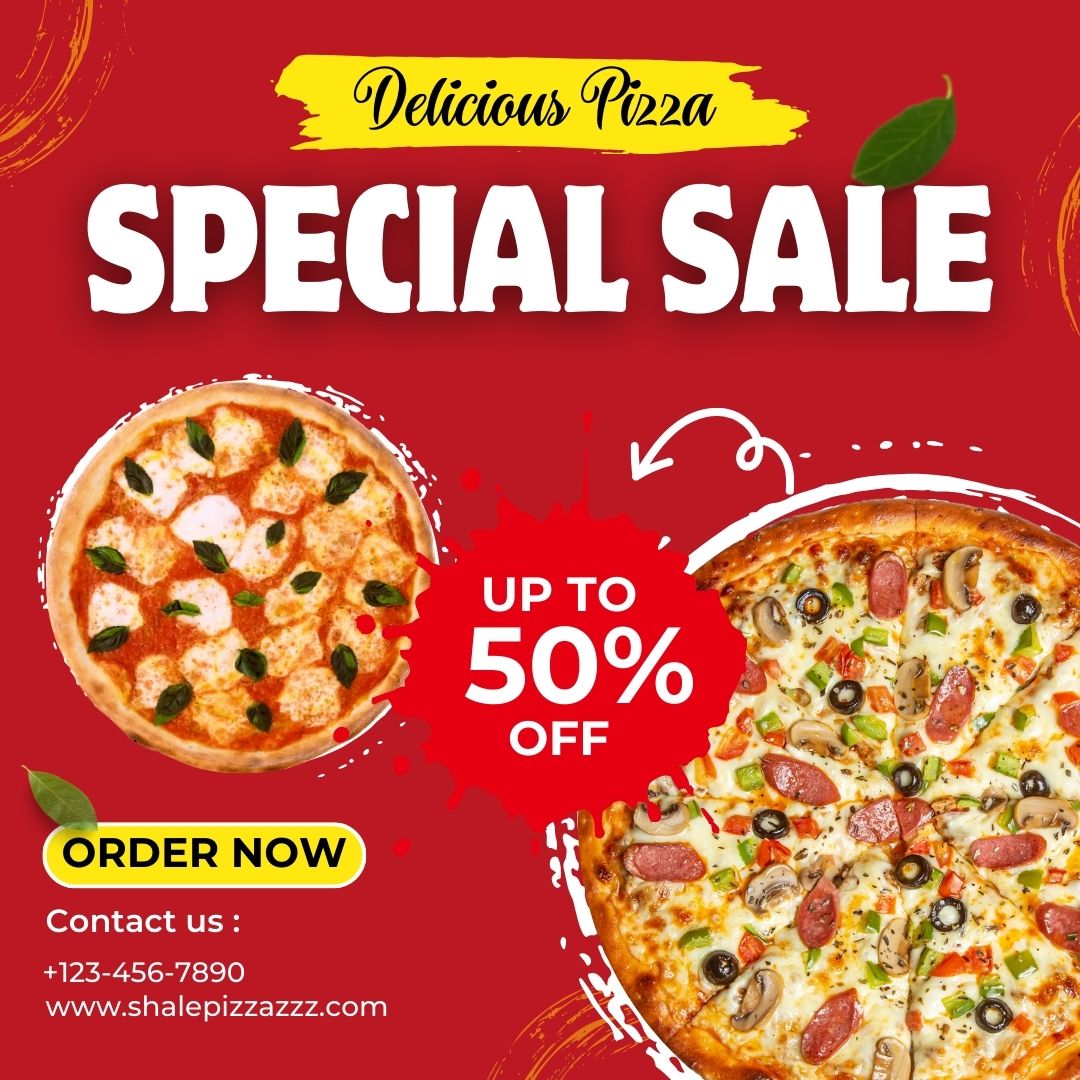 Delicious Pizza
SPECIAL SALE
UP TO
50%
OFF
ORDER NOW
Contact us :
+123-456-7890
www.shalepizzazzz.com